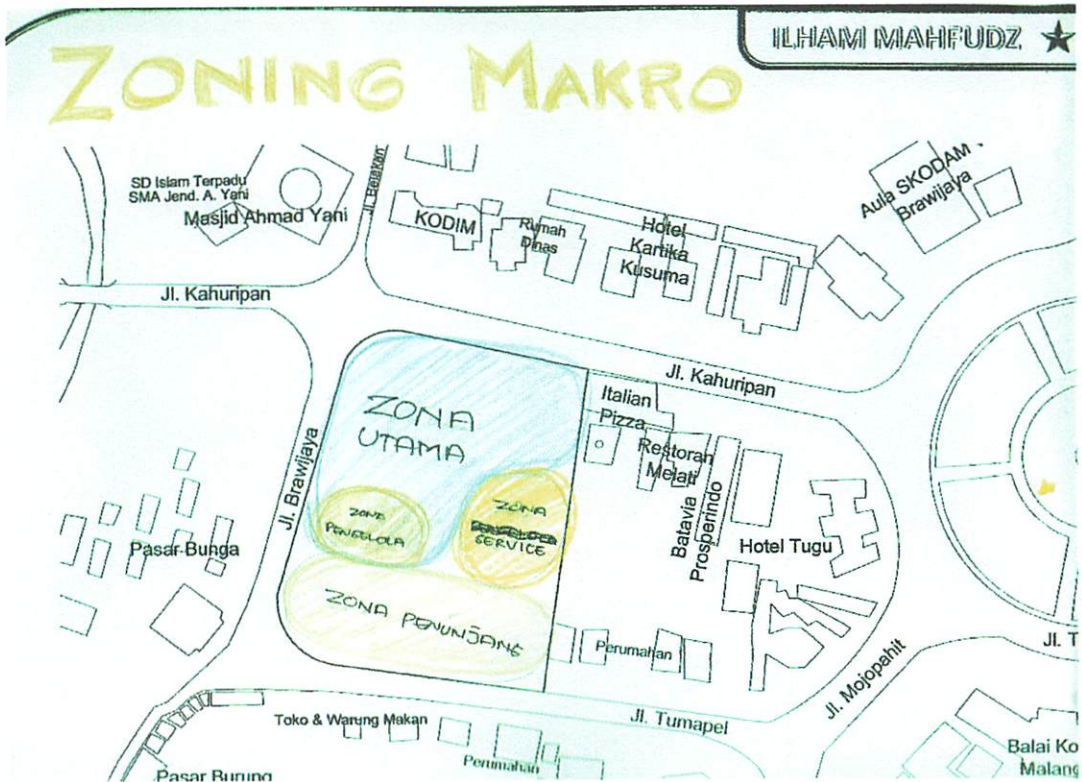 ILHAM MAHFUDZ
ZONING MAKRO
SD Islam Terpadu
SMA Jend. A. Yani
Masjid Ahmad Yani
KODIM
Rumah
Dinas
Hotel
Kartika
Kusuma
Aula SKODAM
Brawijaya
Jl. Kahuripan
Jl. Kahuripan
Italian
Pizza
Restoran
Melati
Batavia
Prosperindo
Hotel Tugu
Jl. Brawijaya
ZONA
UTAMA
ZONA
PENGELOLA
ZONA
SERVICE
ZONA PENUNJANG
Pasar Bunga
Perumahan
Jl. Mojopahit
Jl. T
Jl. Tumapel
Toko & Warung Makan
Perumahan
Pasar Burung
Balai Ko
Malang